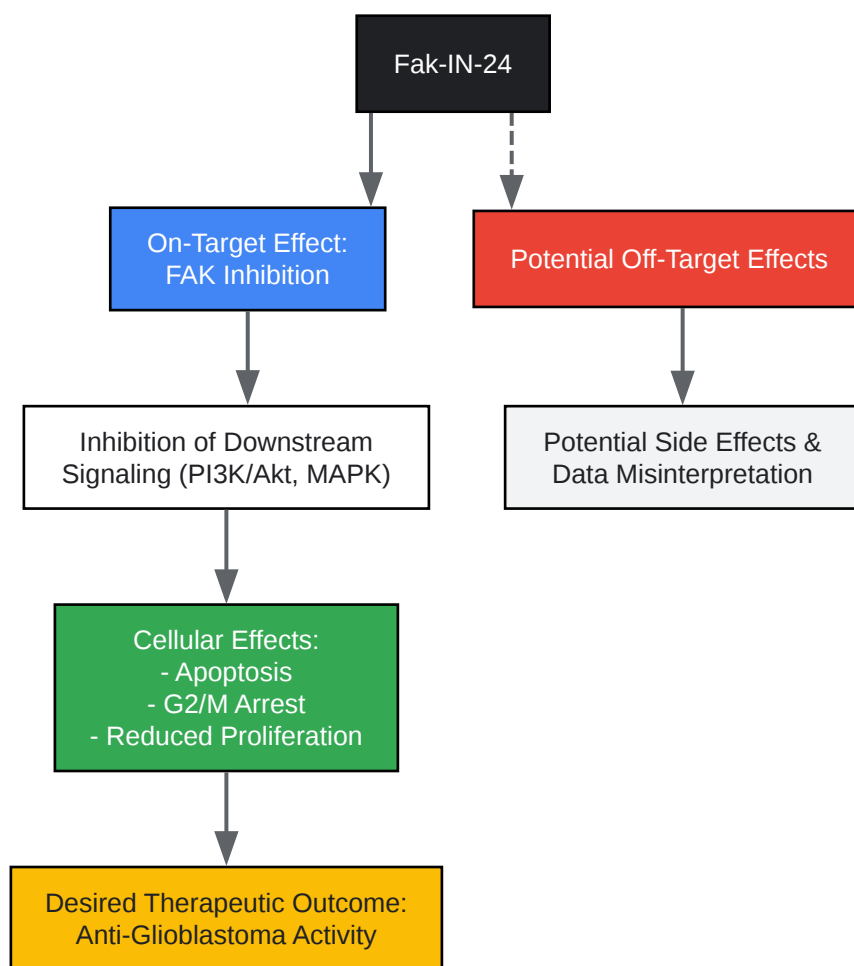 Fak-IN-24
On-Target Effect:
FAK Inhibition
Potential Off-Target Effects
Inhibition of Downstream
Signaling (PI3K/Akt, MAPK)
Potential Side Effects &
Data Misinterpretation
Cellular Effects:
- Apoptosis
- G2/M Arrest
- Reduced Proliferation
Desired Therapeutic Outcome:
Anti-Glioblastoma Activity